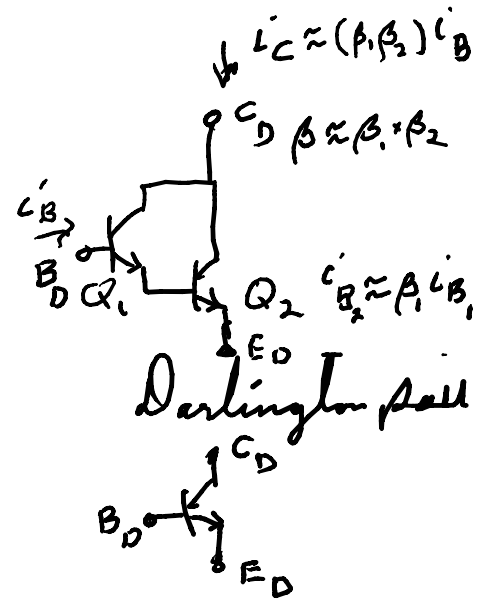 i_C ≈ (β₁β₂) i_B
C_D β ≈ β₁ * β₂
i_B
B_D Q₁
Q₂ i_B₂ ≈ β₁ i_B₁
E_D
Darlington pair
C_D
B_D
E_D